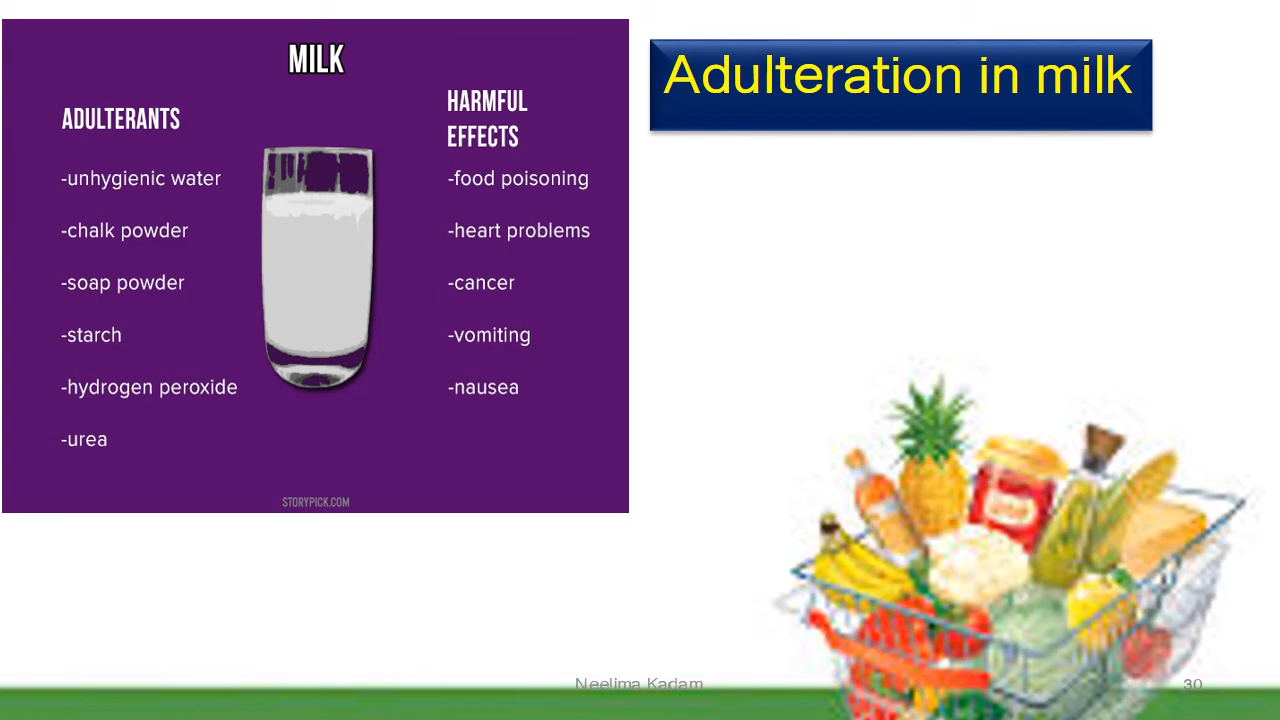 MILK
ADULTERANTS
-unhygienic water
-chalk powder
-soap powder
-starch
-hydrogen peroxide
-urea
HARMFUL
EFFECTS
-food poisoning
-heart problems
-cancer
-vomiting
-nausea
STORYPICK.COM
Adulteration in milk
Neelima Kadam
30